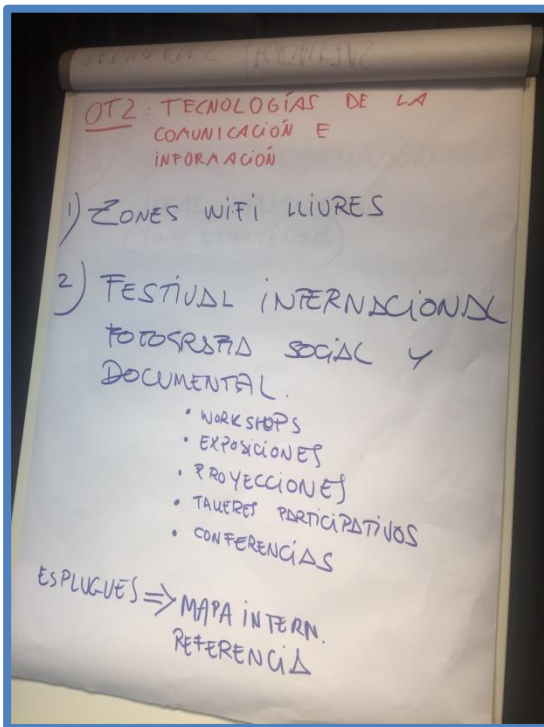 OT2: TECNOLOGÍAS DE LA
COMUNICACIÓN E
INFORMACIÓN
1) ZONES WIFI LLIURES
2) FESTIVAL INTERNACIONAL
FOTOGRAFIA SOCIAL Y
DOCUMENTAL.
• WORKSHOPS
• EXPOSICIONES
• PROYECCIONES
• TALLERES PARTICIPATIVOS
• CONFERENCIAS
ESPLUGUES ⇒ MAPA INTERN.
REFERENCIA